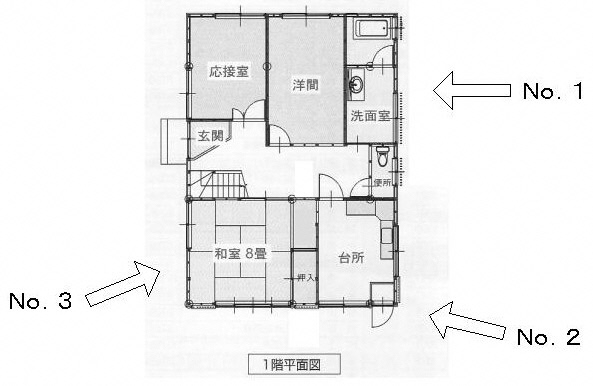 応接室
洋間
洗面室
No. 1
玄関
便所
和室 8畳
台所
押入
No. 3
No. 2
1階平面図